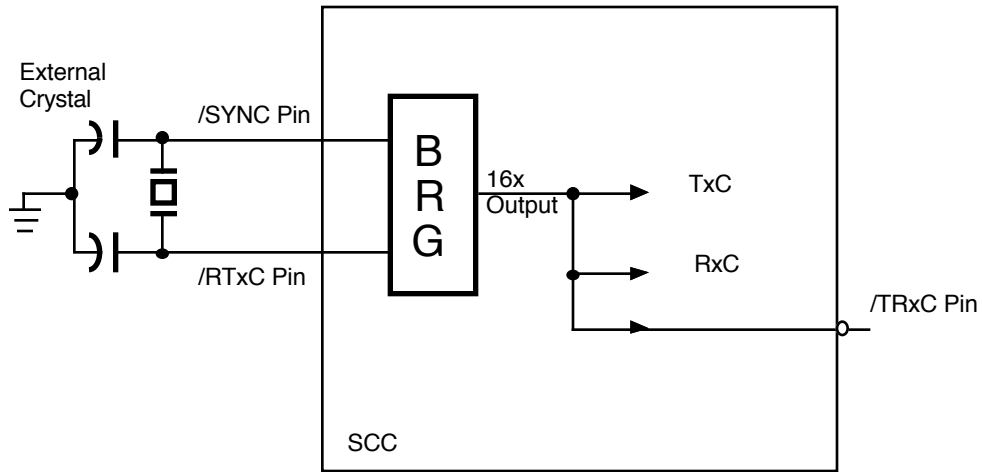 External
Crystal
/SYNC Pin
/RTxC Pin
B
R
G
16x
Output
TxC
RxC
/TRxC Pin
SCC